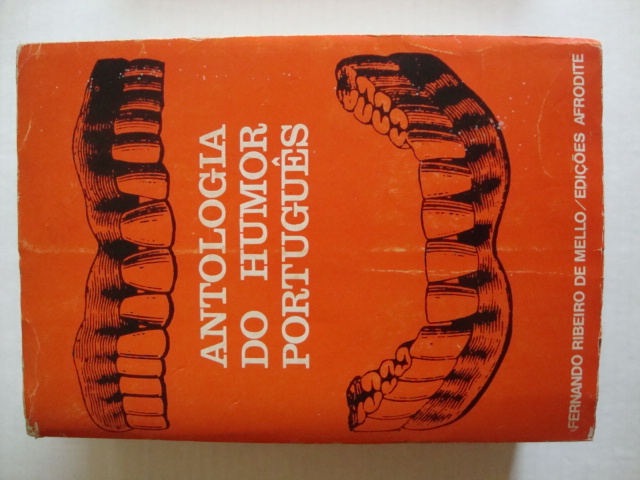 ANTOLOGIA
DO HUMOR
PORTUGUÊS
FERNANDO RIBEIRO DE MELLO/EDIÇÕES AFRODITE